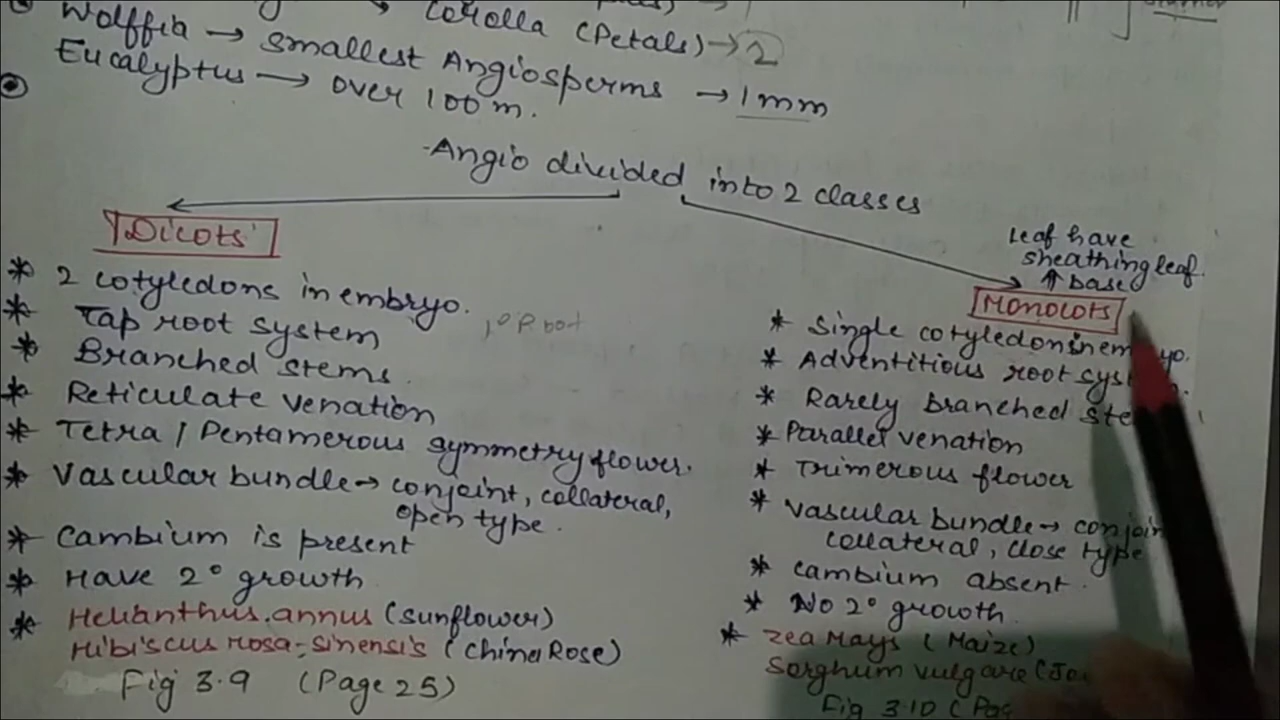 Corolla (Petals) → 2
Wolffia → smallest Angiosperms → 1mm
Eucalyptus → over 100 m.
Angio divided into 2 classes
Dicots
* 2 cotyledons in embryo.
* Tap root system
* Branched stems
* Reticulate venation
* Tetra / Pentamerous symmetry flower.
* Vascular bundle → conjoint, collateral,
open type.
* Cambium is present
* Have 2° growth
* Helianthus annus (sunflower)
Hibiscus rosa-sinensis (China Rose)
Fig 3.9 (Page 25)
Leaf have
sheathing leaf
↑ base
Monocots
* Single cotyledons in
* Adventitious root
* Rarely branched
* Parallel venation
* Trimerous flower
* Vascular bundle →
collateral, close type
* cambium absent.
* No 2° growth
* Zea Mays (Maize)
Sorghum vulgare
Fig 3.10